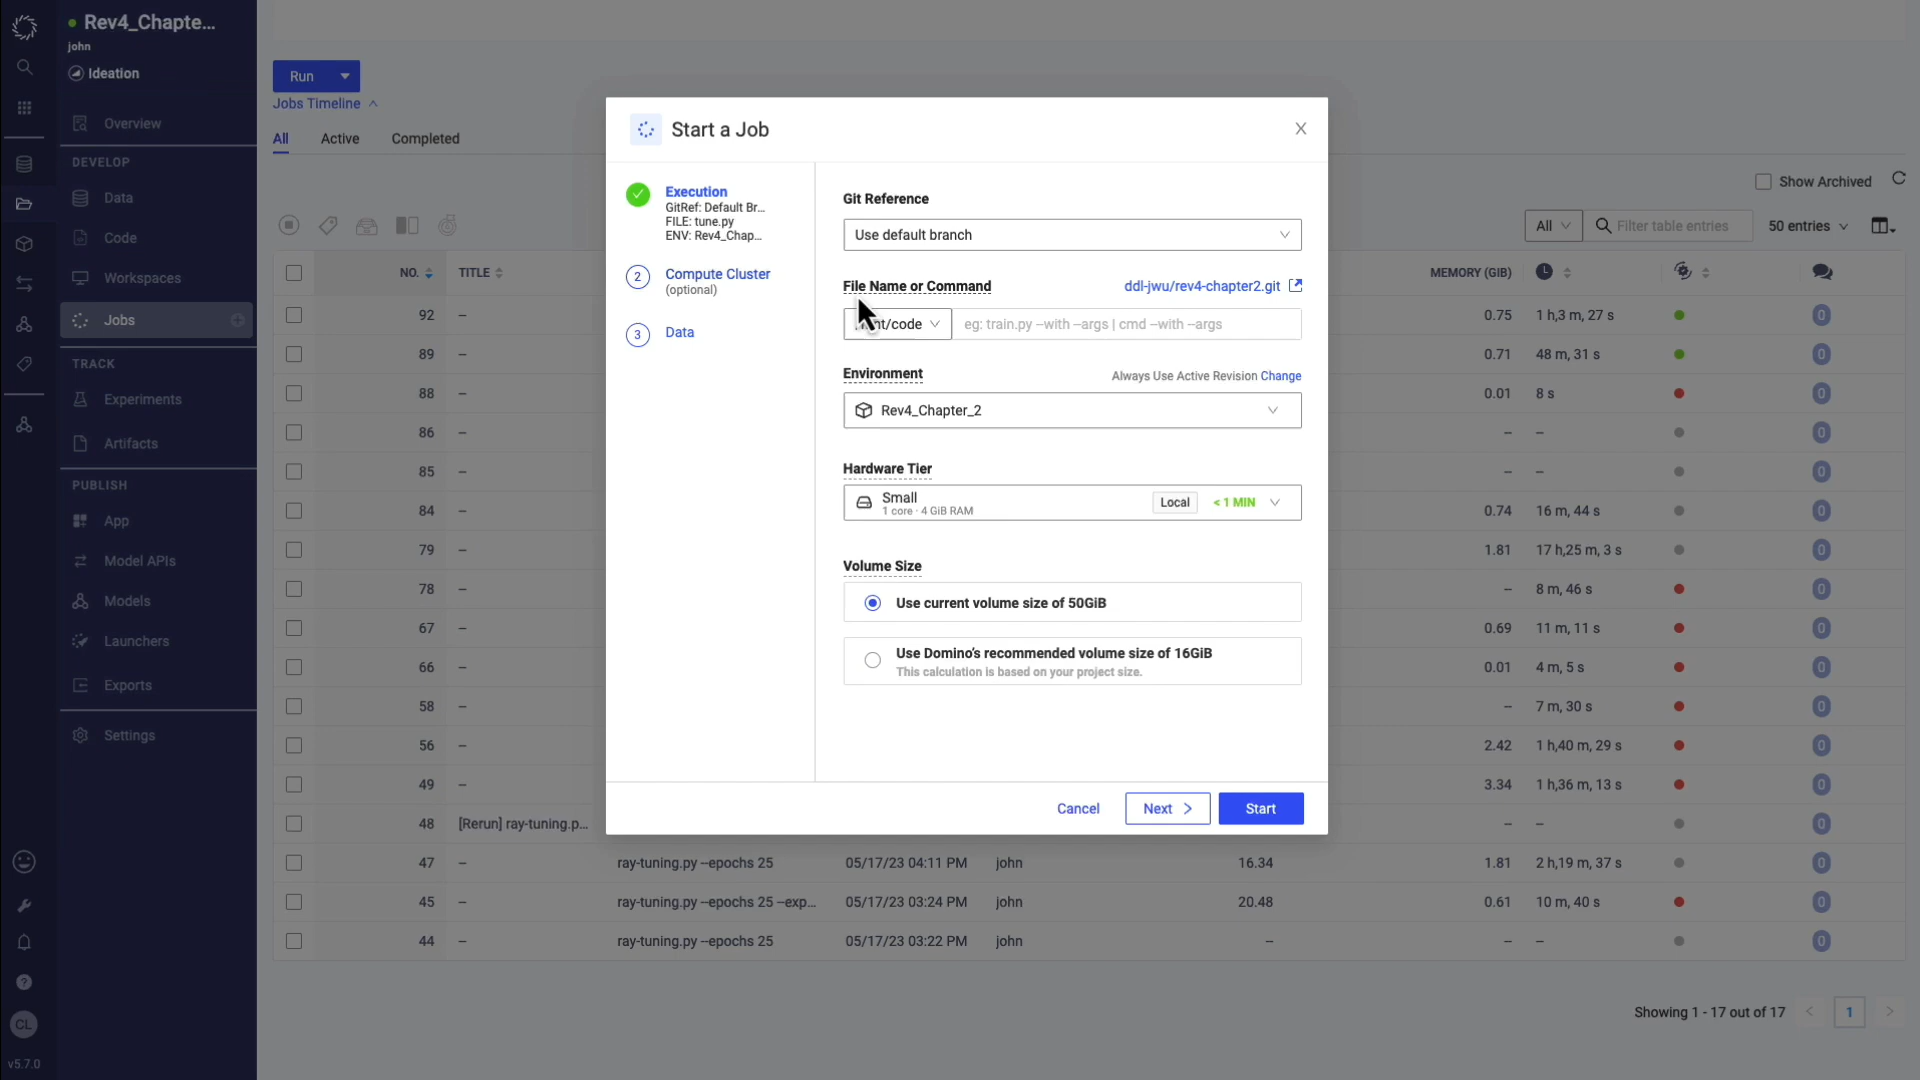 Rev4_Chapte...
john
Ideation
Overview
DEVELOP
Data
Code
Workspaces
Jobs
TRACK
Experiments
Artifacts
PUBLISH
App
Model APIs
Models
Launchers
Exports
Settings
CL
v5.7.0
Run
Jobs Timeline
All Active Completed
Show Archived
All Filter table entries 50 entries
NO. TITLE MEMORY (GIB)
92 – 0.75 1 h,3 m, 27 s 0
89 – 0.71 48 m, 31 s 0
88 – 0.01 8 s 0
86 – – – 0
85 – – – 0
84 – 0.74 16 m, 44 s 0
79 – 1.81 17 h,25 m, 3 s 0
78 – – 8 m, 46 s 0
67 – 0.69 11 m, 11 s 0
66 – 0.01 4 m, 5 s 0
58 – – 7 m, 30 s 0
56 – 2.42 1 h,40 m, 29 s 0
49 – 3.34 1 h,36 m, 13 s 0
48 [Rerun] ray-tuning.p... – – 0
47 – ray-tuning.py --epochs 25 05/17/23 04:11 PM john 16.34 1.81 2 h,19 m, 37 s 0
45 – ray-tuning.py --epochs 25 --exp... 05/17/23 03:24 PM john 20.48 0.61 10 m, 40 s 0
44 – ray-tuning.py --epochs 25 05/17/23 03:22 PM john – – – 0
Showing 1 - 17 out of 17 < 1 >
Start a Job
Execution
GitRef: Default Br...
FILE: tune.py
ENV: Rev4_Chap...
2 Compute Cluster
(optional)
3 Data
Git Reference
Use default branch
File Name or Command ddl-jwu/rev4-chapter2.git
nt/code eg: train.py --with --args | cmd --with --args
Environment Always Use Active Revision Change
Rev4_Chapter_2
Hardware Tier
Small
1 core · 4 GiB RAM
Local < 1 MIN
Volume Size
Use current volume size of 50GiB
Use Domino's recommended volume size of 16GiB
This calculation is based on your project size.
Cancel Next > Start